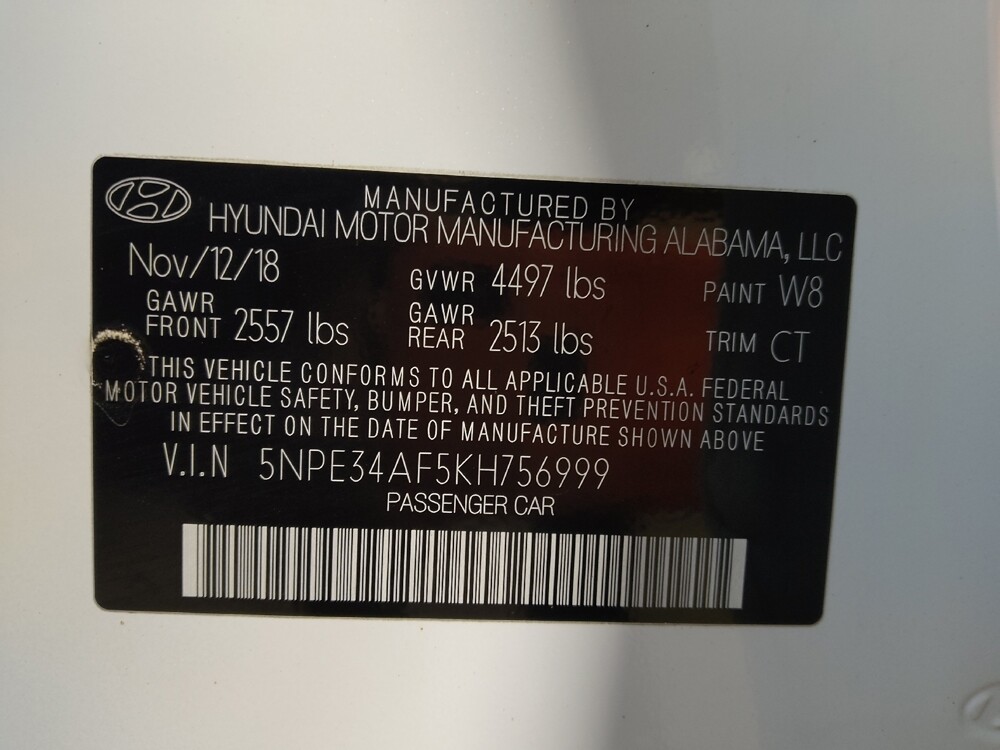 MANUFACTURED BY
HYUNDAI MOTOR MANUFACTURING ALABAMA, LLC
Nov/12/18 GVWR 4497 lbs PAINT W8
GAWR FRONT 2557 lbs GAWR REAR 2513 lbs TRIM CT
THIS VEHICLE CONFORMS TO ALL APPLICABLE U.S.A. FEDERAL
MOTOR VEHICLE SAFETY, BUMPER, AND THEFT PREVENTION STANDARDS
IN EFFECT ON THE DATE OF MANUFACTURE SHOWN ABOVE
V.I.N 5NPE34AF5KH756999
PASSENGER CAR